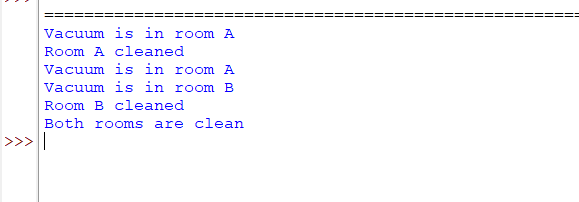 >>>
==========================================================
Vacuum is in room A
Room A cleaned
Vacuum is in room A
Vacuum is in room B
Room B cleaned
Both rooms are clean
>>>